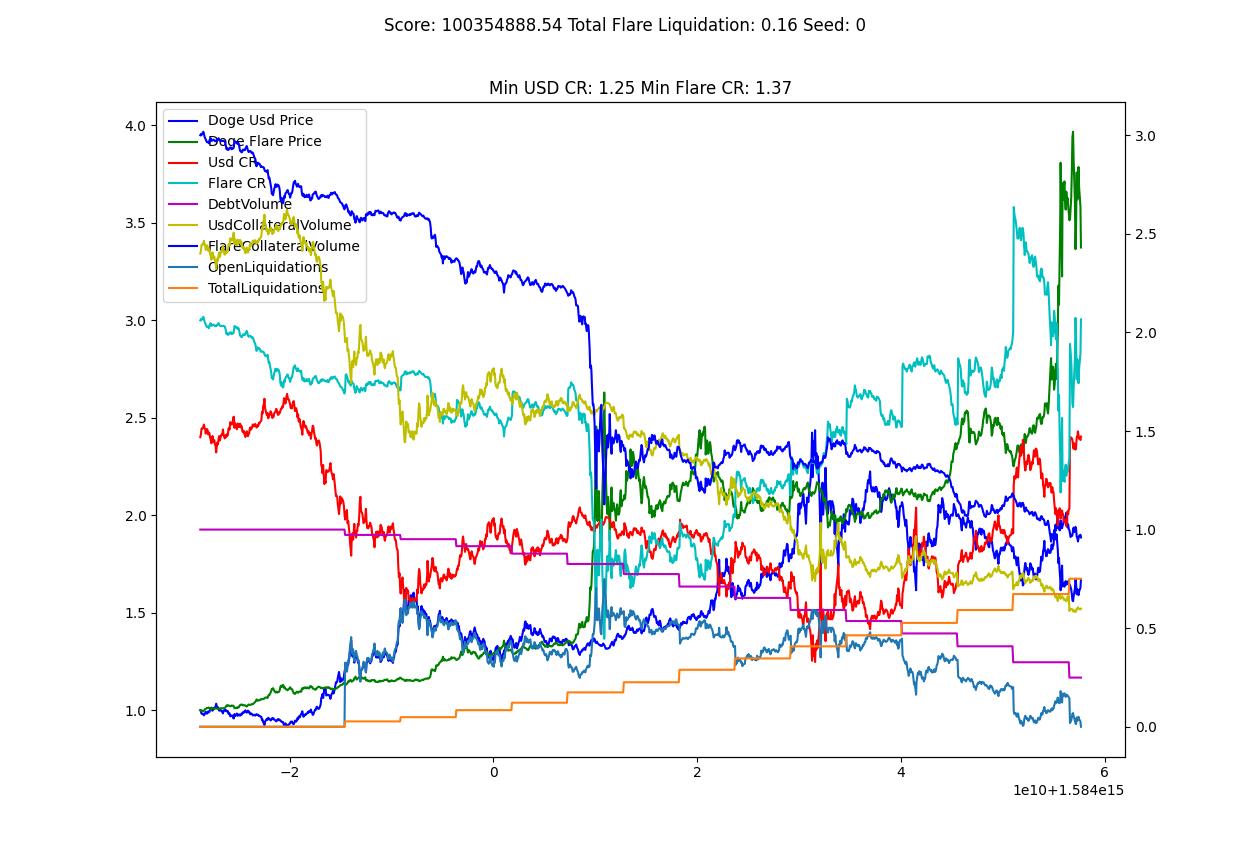 Score: 100354888.54 Total Flare Liquidation: 0.16 Seed: 0
Min USD CR: 1.25 Min Flare CR: 1.37
Doge Usd Price
Doge Flare Price
Usd CR
Flare CR
DebtVolume
UsdCollateralVolume
FlareCollateralVolume
OpenLiquidations
TotalLiquidations
4.0
3.5
3.0
2.5
2.0
1.5
1.0
3.0
2.5
2.0
1.5
1.0
0.5
0.0
−2
0
2
4
6
1e10+1.584e15